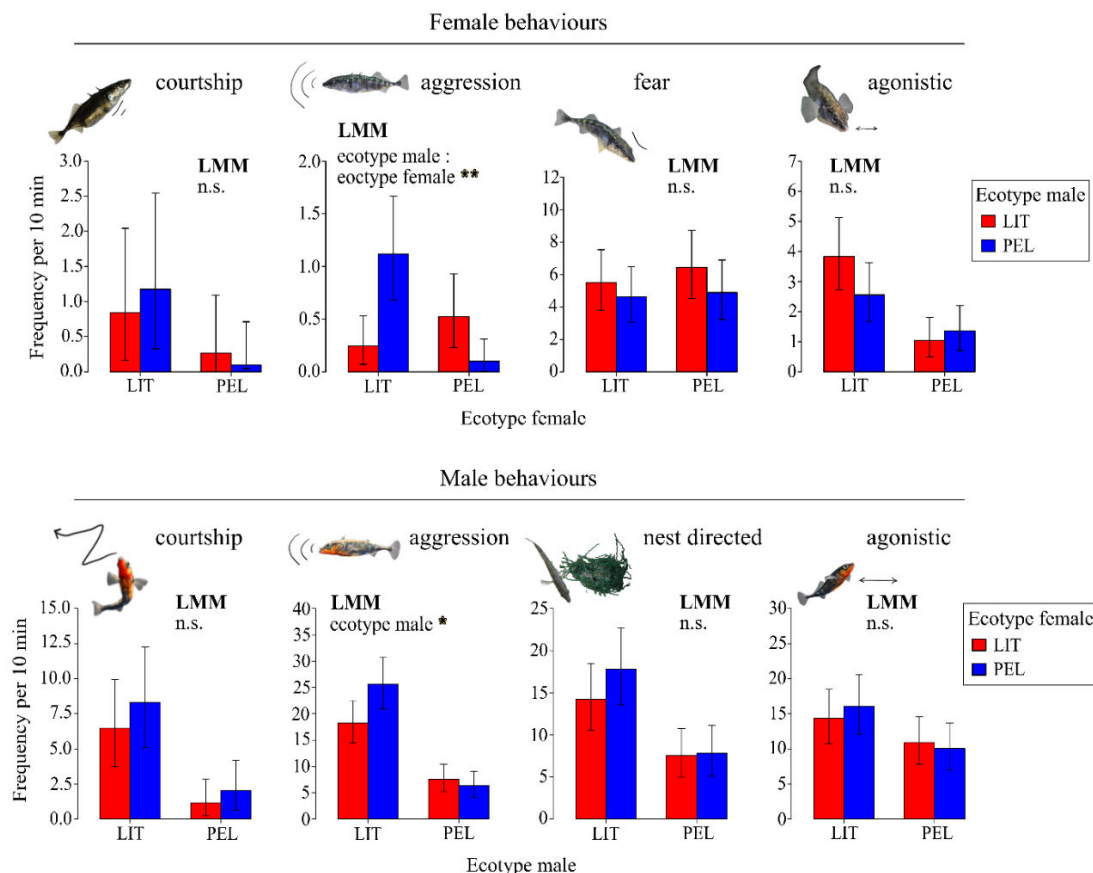 Female behaviours
courtship
aggression
fear
agonistic
LMM
n.s.
LMM
ecotype male :
eoctype female **
LMM
n.s.
LMM
n.s.
Frequency per 10 min
3.0
2.5
2.0
1.5
1.0
0.5
0.0
2.0
1.5
1.0
0.5
0.0
12
10
8
6
4
2
0
7
6
5
4
3
2
1
0
Ecotype male
LIT
PEL
LIT PEL
LIT PEL
LIT PEL
LIT PEL
Ecotype female
Male behaviours
courtship
aggression
nest directed
agonistic
LMM
n.s.
LMM
ecotype male *
LMM
n.s.
LMM
n.s.
Frequency per 10 min
15.0
12.5
10.0
7.5
5.0
2.5
0.0
40
35
30
25
20
15
10
5
0
25
20
15
10
5
0
30
25
20
15
10
5
0
Ecotype female
LIT
PEL
LIT PEL
LIT PEL
LIT PEL
LIT PEL
Ecotype male